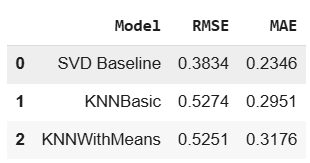 Model RMSE MAE
0 SVD Baseline 0.3834 0.2346
1 KNNBasic 0.5274 0.2951
2 KNNWithMeans 0.5251 0.3176